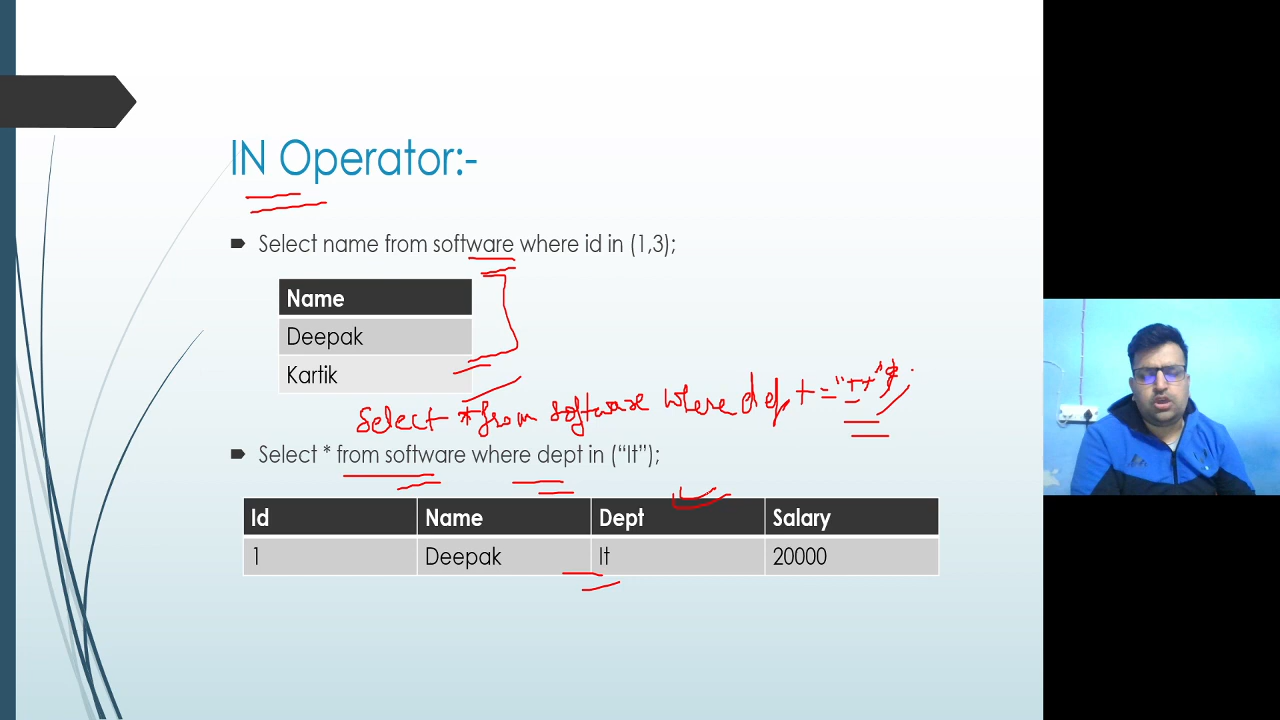 IN Operator:-
Select name from software where id in (1,3);
Name
Deepak
Kartik
Select * from software where dept = "It";
Select * from software where dept in (“It”);
Id Name Dept Salary
1 Deepak It 20000